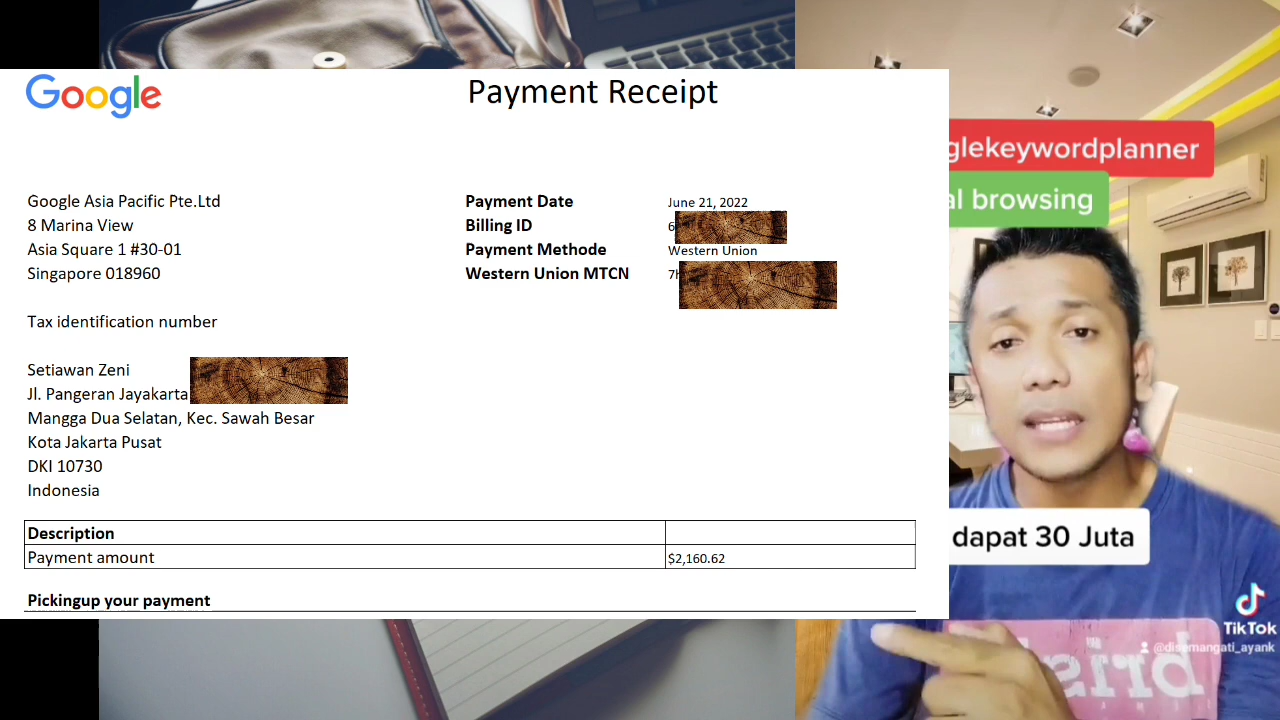 Google
Payment Receipt
Google Asia Pacific Pte.Ltd
8 Marina View
Asia Square 1 #30-01
Singapore 018960
Payment Date
June 21, 2022
Billing ID
6
Payment Methode
Western Union
Western Union MTCN
Tax identification number
Setiawan Zeni
Jl. Pangeran Jayakarta
Mangga Dua Selatan, Kec. Sawah Besar
Kota Jakarta Pusat
DKI 10730
Indonesia
Description
Payment amount
$2,160.62
Pickingup your payment
glekeywordplanner
al browsing
dapat 30 Juta
TikTok
@disemangati_ayank